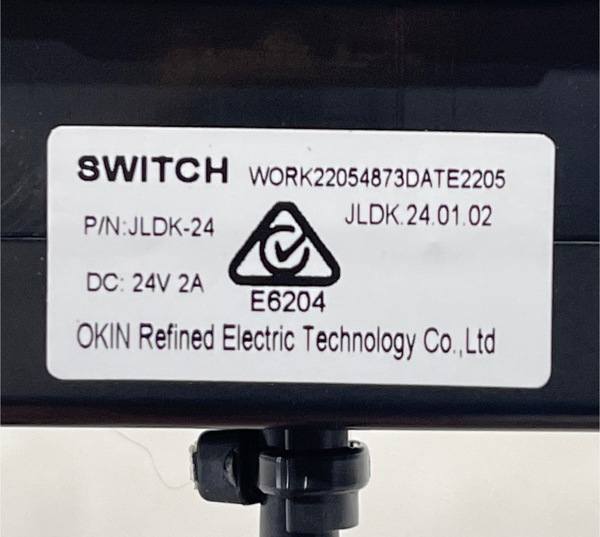 SWITCH WORK22054873DATE2205
P/N:JLDK-24 JLDK.24.01.02
DC: 24V 2A
E6204
OKIN Refined Electric Technology Co.,Ltd